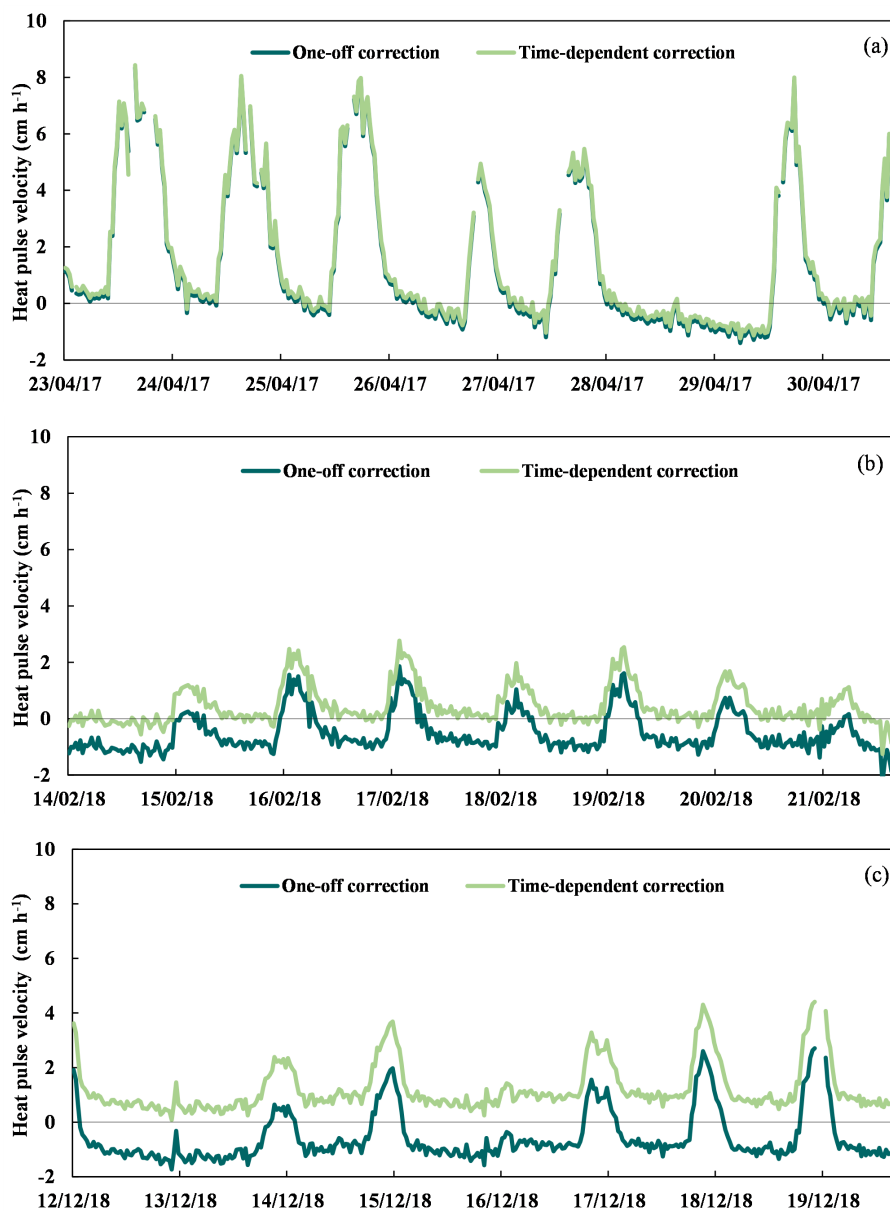 10
(a)
One-off correction
Time-dependent correction
8
6
4
2
0
-2
Heat pulse velocity (cm h-1)
23/04/17 24/04/17 25/04/17 26/04/17 27/04/17 28/04/17 29/04/17 30/04/17
10
(b)
One-off correction
Time-dependent correction
8
6
4
2
0
-2
Heat pulse velocity (cm h-1)
14/02/18 15/02/18 16/02/18 17/02/18 18/02/18 19/02/18 20/02/18 21/02/18
10
(c)
One-off correction
Time-dependent correction
8
6
4
2
0
-2
Heat pulse velocity (cm h-1)
12/12/18 13/12/18 14/12/18 15/12/18 16/12/18 17/12/18 18/12/18 19/12/18